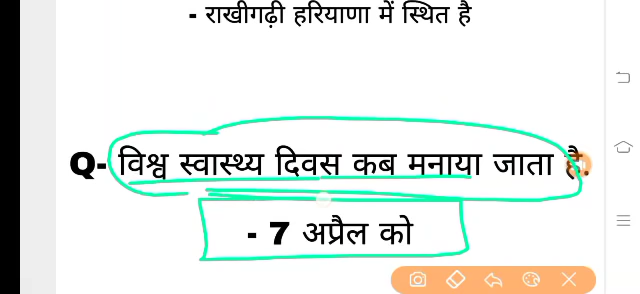 - राखीगढ़ी हरियाणा में स्थित है
Q- विश्व स्वास्थ्य दिवस कब मनाया जाता है.
- 7 अप्रैल को